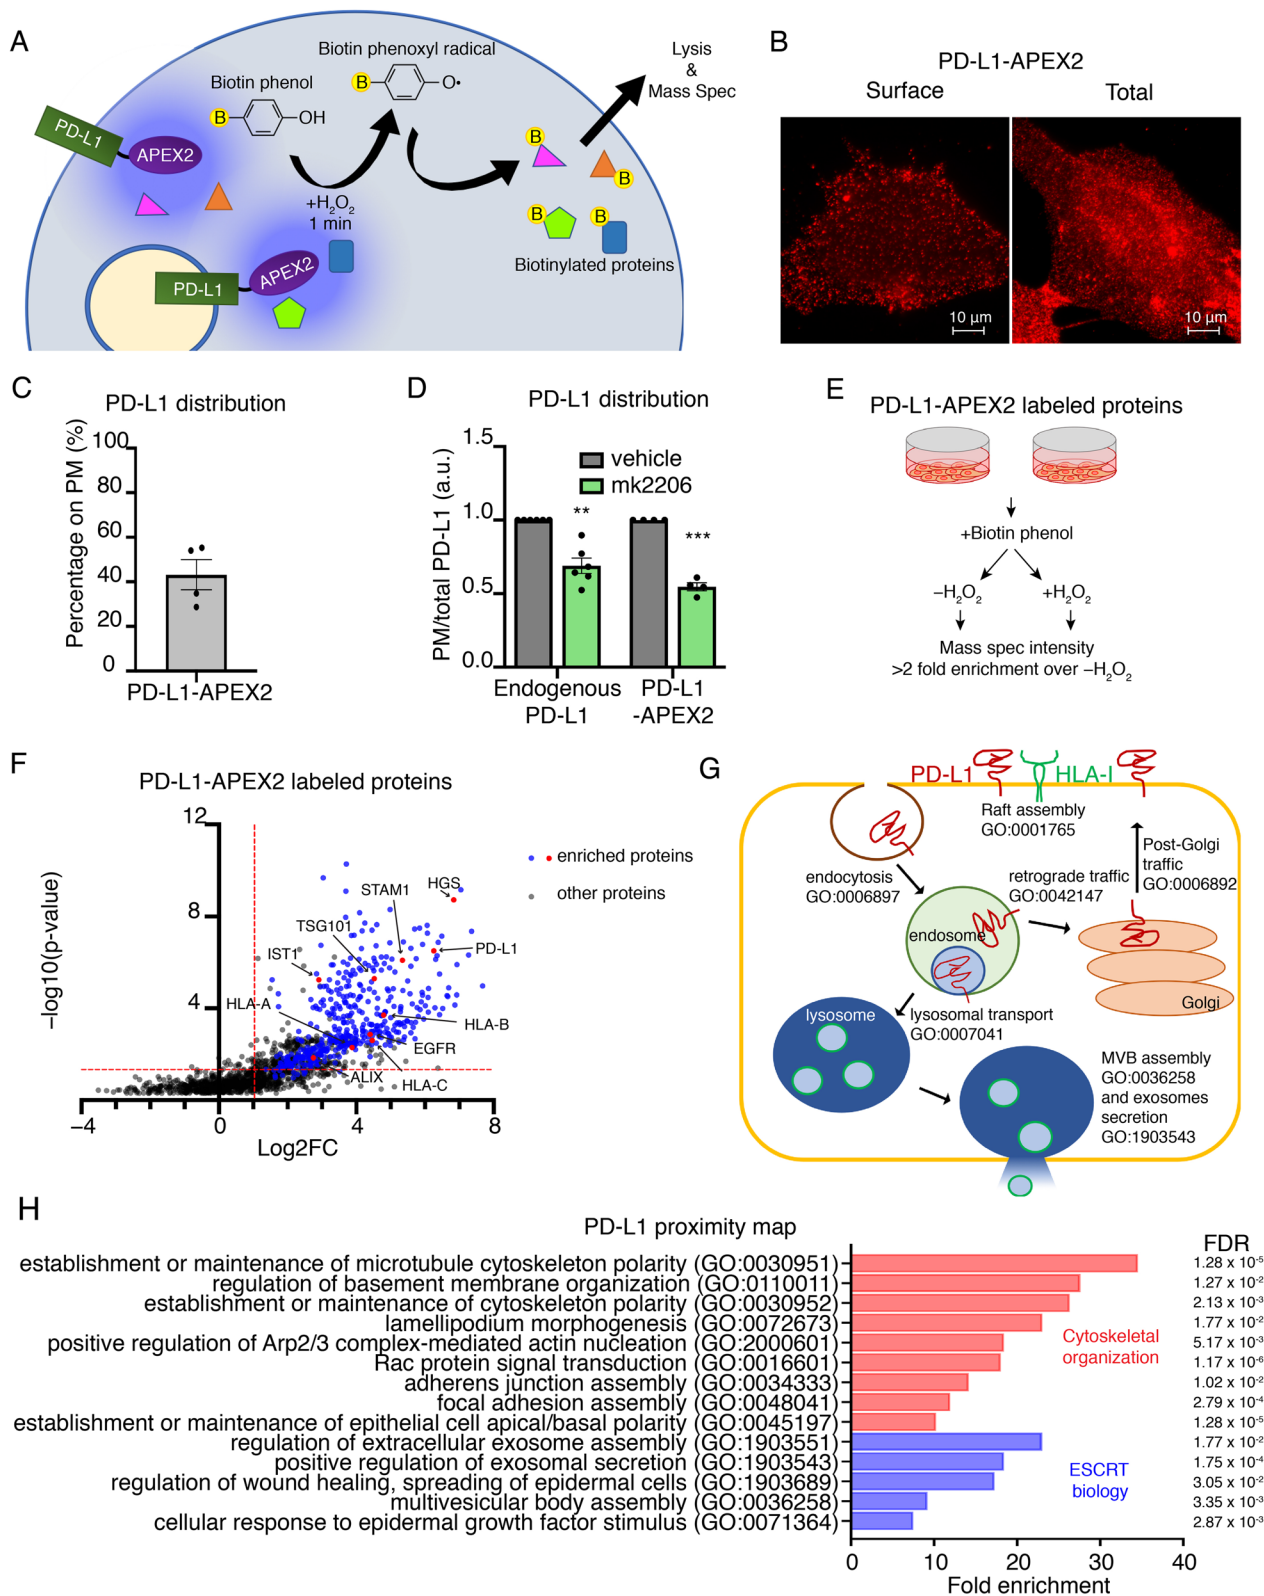 A
Biotin phenoxyl radical
B
O•
Biotin phenol
B
OH
Lysis
&
Mass Spec
PD-L1
APEX2
+H₂O₂
1 min
B
B
B
B
Biotinylated proteins
PD-L1
APEX2
B
PD-L1-APEX2
Surface
Total
10 µm
10 µm
C
PD-L1 distribution
Percentage on PM (%)
100
80
60
40
20
0
PD-L1-APEX2
D
PD-L1 distribution
PM/total PD-L1 (a.u.)
1.5
1.0
0.5
0.0
vehicle
mk2206
**
***
Endogenous
PD-L1
PD-L1
-APEX2
E
PD-L1-APEX2 labeled proteins
+Biotin phenol
−H₂O₂
+H₂O₂
Mass spec intensity
>2 fold enrichment over −H₂O₂
F
PD-L1-APEX2 labeled proteins
−log10(p-value)
12
8
4
enriched proteins
other proteins
HGS
STAM1
TSG101
PD-L1
IST1
HLA-A
HLA-B
EGFR
ALIX
HLA-C
−4
0
4
8
Log2FC
G
PD-L1
HLA-I
Raft assembly
GO:0001765
Post-Golgi
traffic
GO:0006892
endocytosis
GO:0006897
retrograde traffic
GO:0042147
endosome
Golgi
lysosome
lysosomal transport
GO:0007041
MVB assembly
GO:0036258
and exosomes
secretion
GO:1903543
H
PD-L1 proximity map
FDR
establishment or maintenance of microtubule cytoskeleton polarity (GO:0030951) 1.28 x 10⁻⁵
regulation of basement membrane organization (GO:0110011) 1.27 x 10⁻²
establishment or maintenance of cytoskeleton polarity (GO:0030952) 2.13 x 10⁻³
lamellipodium morphogenesis (GO:0072673) 1.77 x 10⁻²
positive regulation of Arp2/3 complex-mediated actin nucleation (GO:2000601) 5.17 x 10⁻³
Rac protein signal transduction (GO:0016601) 1.17 x 10⁻⁶
adherens junction assembly (GO:0034333) 1.02 x 10⁻²
focal adhesion assembly (GO:0048041) 2.79 x 10⁻⁴
establishment or maintenance of epithelial cell apical/basal polarity (GO:0045197) 1.28 x 10⁻⁵
Cytoskeletal
organization
regulation of extracellular exosome assembly (GO:1903551) 1.77 x 10⁻²
positive regulation of exosomal secretion (GO:1903543) 1.75 x 10⁻⁴
regulation of wound healing, spreading of epidermal cells (GO:1903689) 3.05 x 10⁻²
multivesicular body assembly (GO:0036258) 3.35 x 10⁻³
cellular response to epidermal growth factor stimulus (GO:0071364) 2.87 x 10⁻³
ESCRT
biology
0
10
20
30
40
Fold enrichment